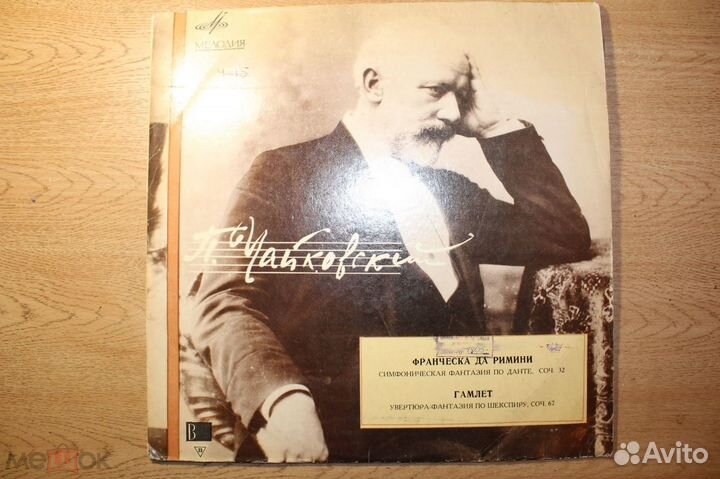 МЕЛОДИЯ
П. Чайковский
ФРАНЧЕСКА ДА РИМИНИ
СИМФОНИЧЕСКАЯ ФАНТАЗИЯ ПО ДАНТЕ, СОЧ. 32
ГАМЛЕТ
УВЕРТЮРА-ФАНТАЗИЯ ПО ШЕКСПИРУ, СОЧ. 67
В
мешок
Avito